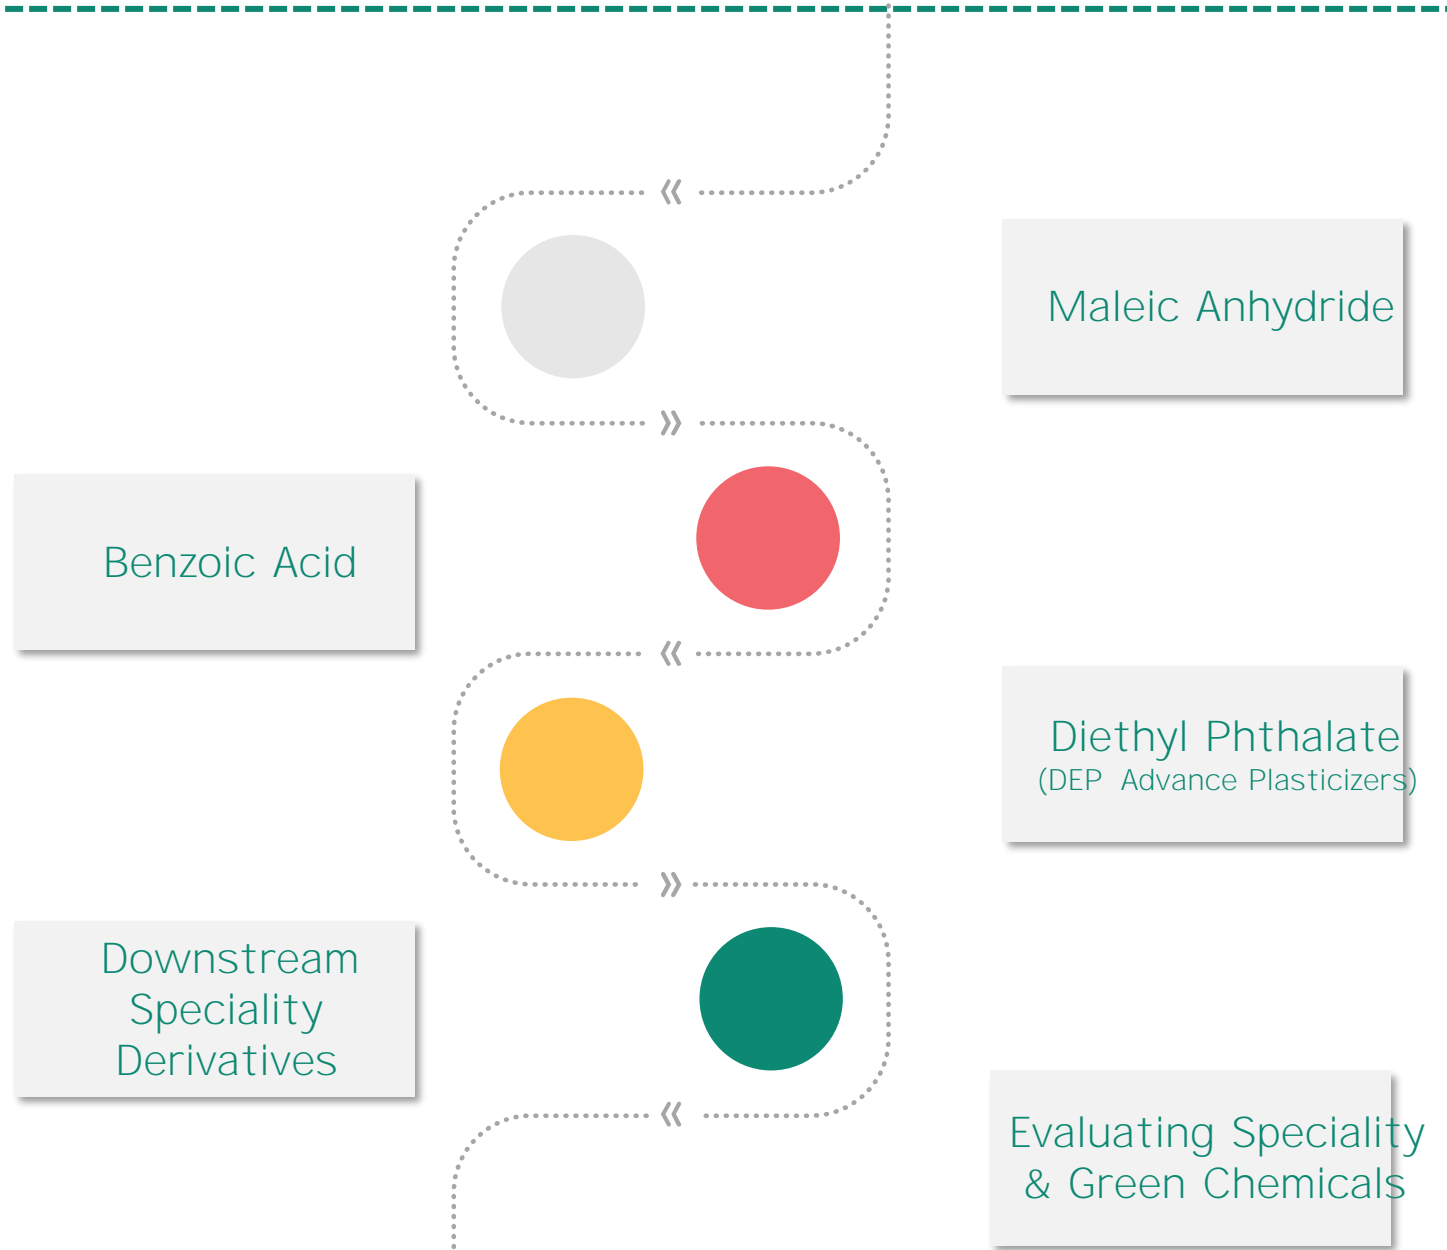 Maleic Anhydride
Benzoic Acid
Diethyl Phthalate
(DEP Advance Plasticizers)
Downstream
Speciality
Derivatives
Evaluating Speciality
& Green Chemicals